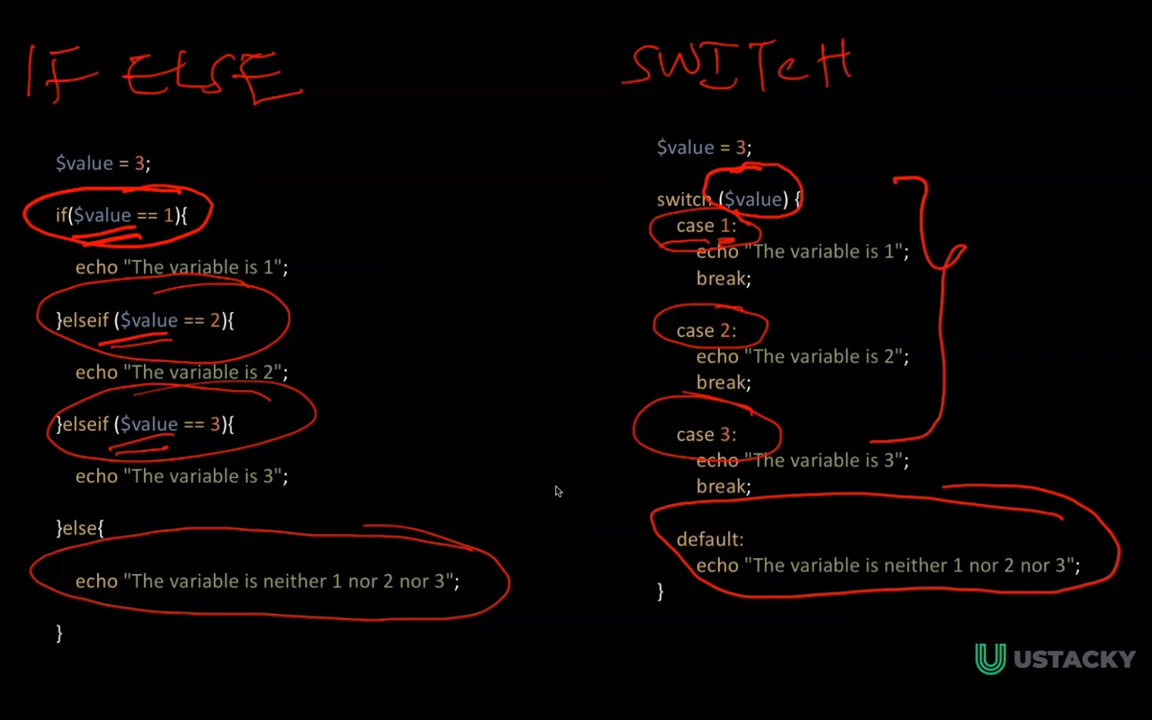 IF ELSE
$value = 3;
if($value == 1){
echo "The variable is 1";
}elseif ($value == 2){
echo "The variable is 2";
}elseif ($value == 3){
echo "The variable is 3";
}else{
echo "The variable is neither 1 nor 2 nor 3";
}
SWITCH
$value = 3;
switch ($value) {
case 1:
echo "The variable is 1";
break;
case 2:
echo "The variable is 2";
break;
case 3:
echo "The variable is 3";
break;
default:
echo "The variable is neither 1 nor 2 nor 3";
}
USTACKY